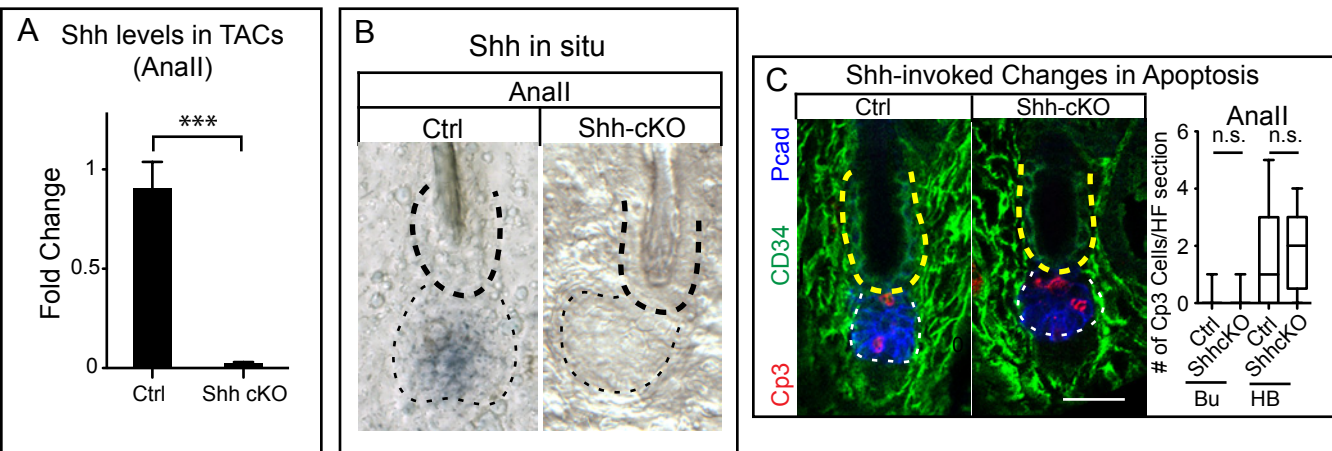 A
Shh levels in TACs
(AnaII)
***
Fold Change
1
0.5
0
Ctrl
Shh cKO
B
Shh in situ
AnaII
Ctrl
Shh-cKO
C
Shh-invoked Changes in Apoptosis
Ctrl
Shh-cKO
Cp3
CD34
Pcad
AnaII
# of Cp3 Cells/HF section
6
4
2
0
n.s.
n.s.
Ctrl
ShhcKO
Ctrl
ShhcKO
Bu
HB